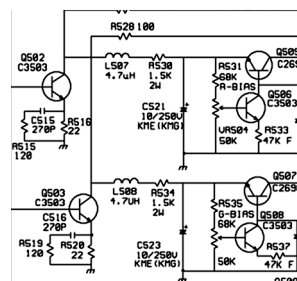 R528 100
Q502
C3503
L507
4.7uH
R530
1.5K
2W
R531
68K
R-BIAS
Q505
C269
Q506
C3503
C515
270P
R516
22
R515
120
C521
10/250V
KME(KMG)
VR504
50K
R533
47K F
Q503
C3503
L508
4.7UH
R534
1.5K
2W
R535
G-BIAS
68K
Q507
C269
Q508
C3503
C516
270P
R519
120
R520
22
C523
10/250V
KME(KMG)
50K
R537
47K F